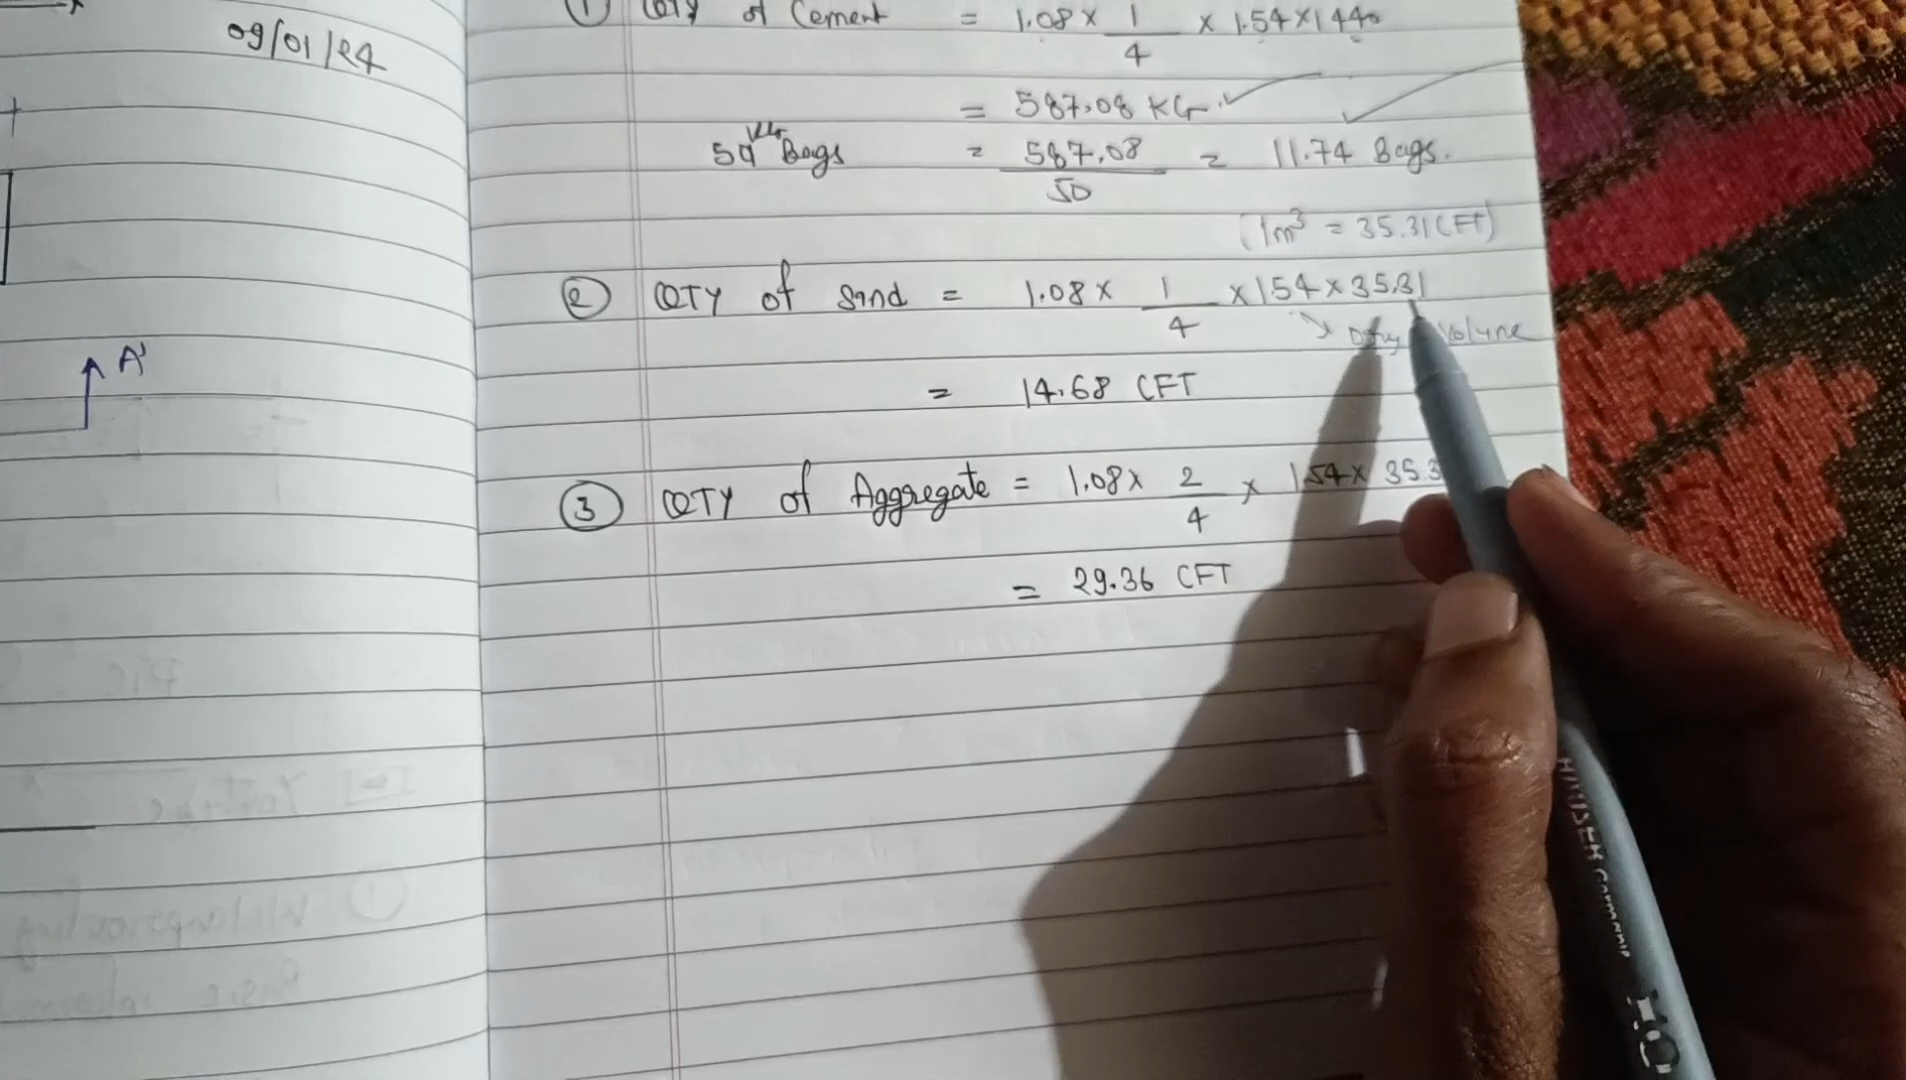 09/01/24
① QTY of Cement = 1.08 × 1/4 × 1.54 × 1440
= 587.08 KG.
50 KG Bags = 587.08/50 = 11.74 Bags.
(1m³ = 35.31 CFT)
② QTY of Sand = 1.08 × 1/4 × 1.54 × 35.31
Dry Volume
= 14.68 CFT
A'
③ QTY of Aggregate = 1.08 × 2/4 × 1.54 × 35.3
= 29.36 CFT